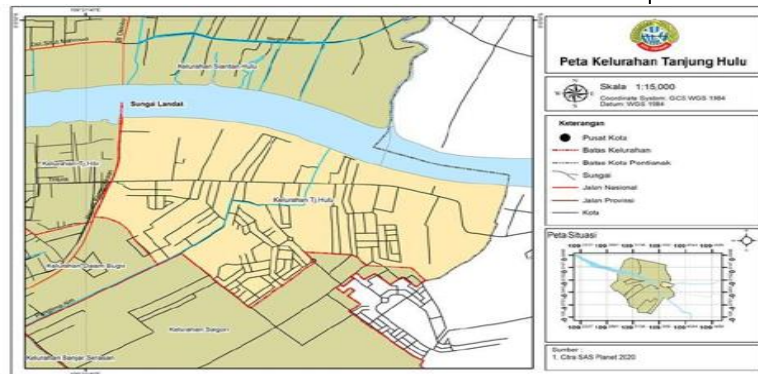 Kelurahan Siantan Hulu
Sungai Landat
Kelurahan Tj.Hilir
Kelurahan Tj.Hulu
Kelurahan Dalam Bugis
Kelurahan Saigon
Kelurahan Banjar Serasan
Peta Kelurahan Tanjung Hulu
Skala 1:15,000
Coordinate System: GCS WGS 1984
Datum: WGS 1984
Keterangan
Pusat Kota
Batas Kelurahan
Batas Kota Pontianak
Sungai
Jalan Nasional
Jalan Provinsi
Kota
Peta Situasi
Sumber :
1. Citra SAS Planet 2020